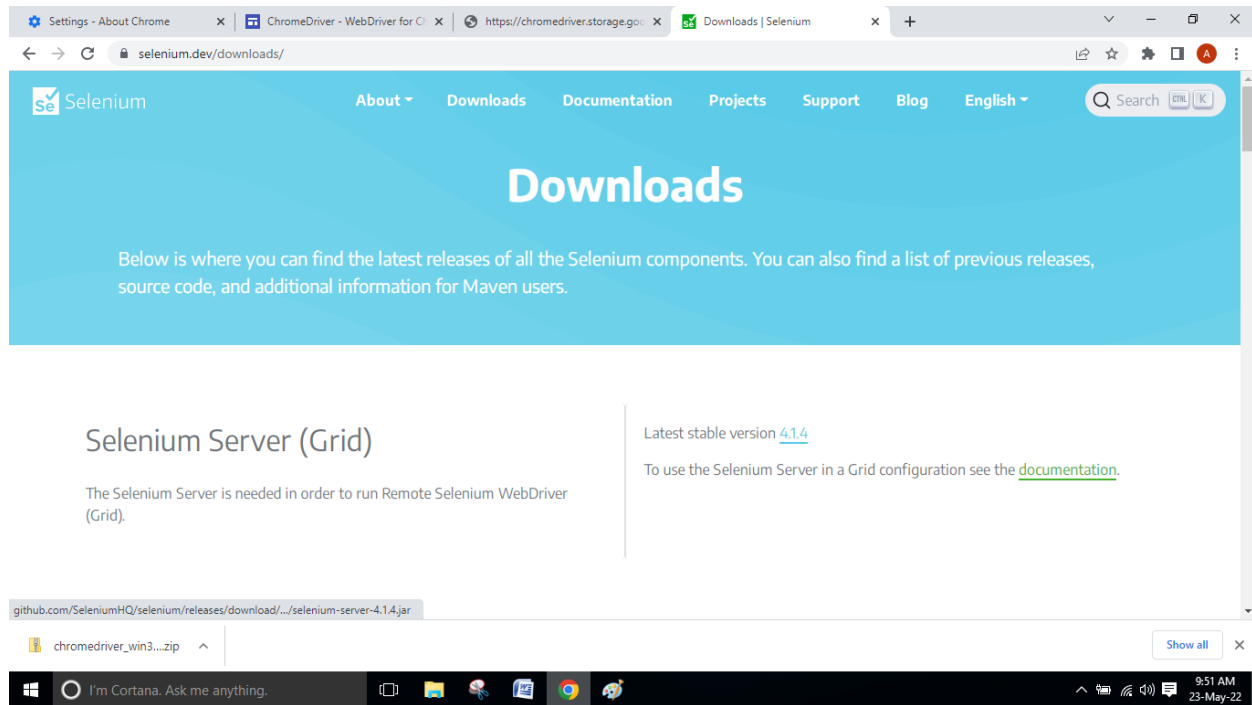 Settings - About Chrome
ChromeDriver - WebDriver for Ch
https://chromedriver.storage.goo
Downloads | Selenium
selenium.dev/downloads/
A
Se Selenium
About
Downloads
Documentation
Projects
Support
Blog
English
Search CTRL K
Downloads
Below is where you can find the latest releases of all the Selenium components. You can also find a list of previous releases,
source code, and additional information for Maven users.
Selenium Server (Grid)
The Selenium Server is needed in order to run Remote Selenium WebDriver
(Grid).
Latest stable version 4.1.4
To use the Selenium Server in a Grid configuration see the documentation.
github.com/SeleniumHQ/selenium/releases/download/.../selenium-server-4.1.4.jar
chromedriver_win3....zip
Show all
I'm Cortana. Ask me anything.
9:51 AM
23-May-22